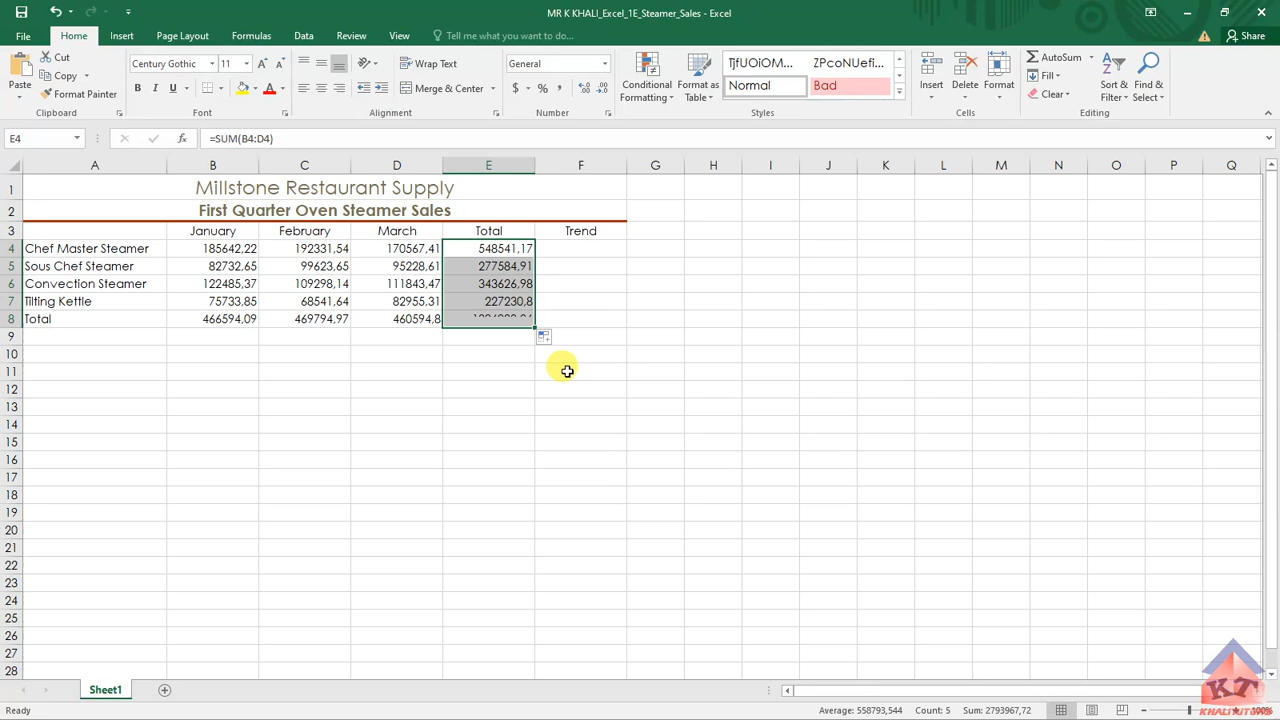 MR K KHALI_Excel_1E_Steamer_Sales - Excel
File Home Insert Page Layout Formulas Data Review View Tell me what you want to do... Share
Paste Cut Copy Format Painter Clipboard
Century Gothic 11 A A B I U A Font
Wrap Text Merge & Center Alignment
General $ % Number
Conditional Formatting Format as Table TjfUOiOM... ZPcoNUefi... Normal Bad Styles
Insert Delete Format Cells
AutoSum Fill Clear Sort & Filter Find & Select Editing
E4 fx =SUM(B4:D4)
A B C D E F G H I J K L M N O P Q
1 Millstone Restaurant Supply
2 First Quarter Oven Steamer Sales
3 January February March Total Trend
4 Chef Master Steamer 185642,22 192331,54 170567,41 548541,17
5 Sous Chef Steamer 82732,65 99623,65 95228,61 277584,91
6 Convection Steamer 122485,37 109298,14 111843,47 343626,98
7 Tilting Kettle 75733,85 68541,64 82955,31 227230,8
8 Total 466594,09 469794,97 460594,8
9
10
11
12
13
14
15
16
17
18
19
20
21
22
23
24
25
26
27
28
Sheet1
Ready Average: 558793,544 Count: 5 Sum: 2793967,72
KT